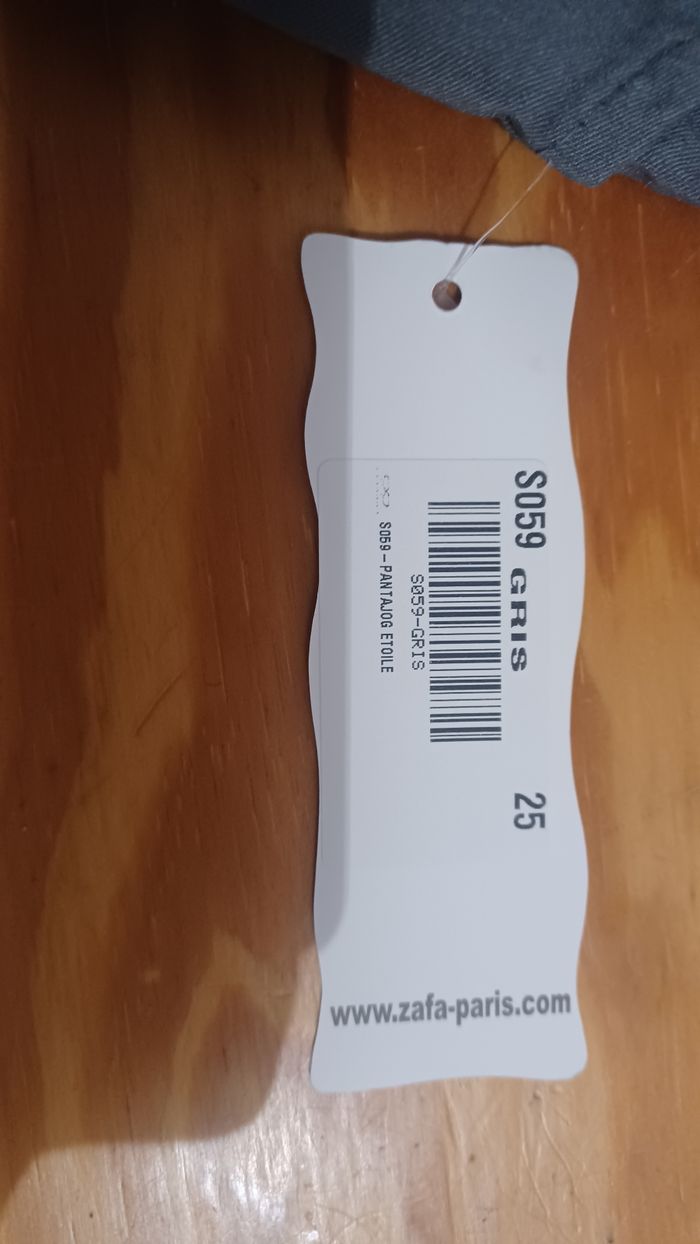 S059 GRIS 25
S059-GRIS
S059-PANTAJOG ETOILE
www.zafa-paris.com